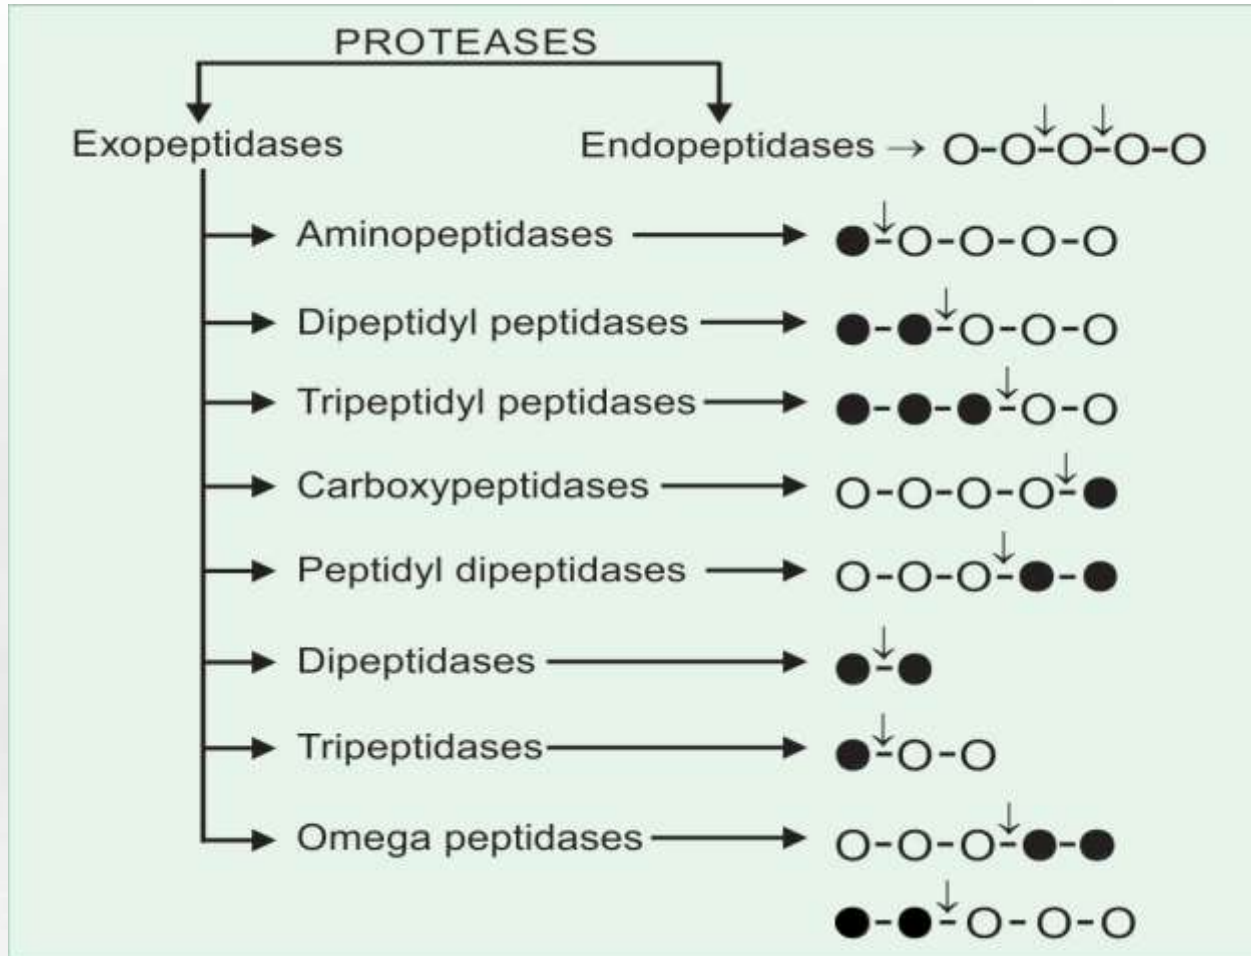 PROTEASES
Exopeptidases
Endopeptidases
Aminopeptidases
Dipeptidyl peptidases
Tripeptidyl peptidases
Carboxypeptidases
Peptidyl dipeptidases
Dipeptidases
Tripeptidases
Omega peptidases